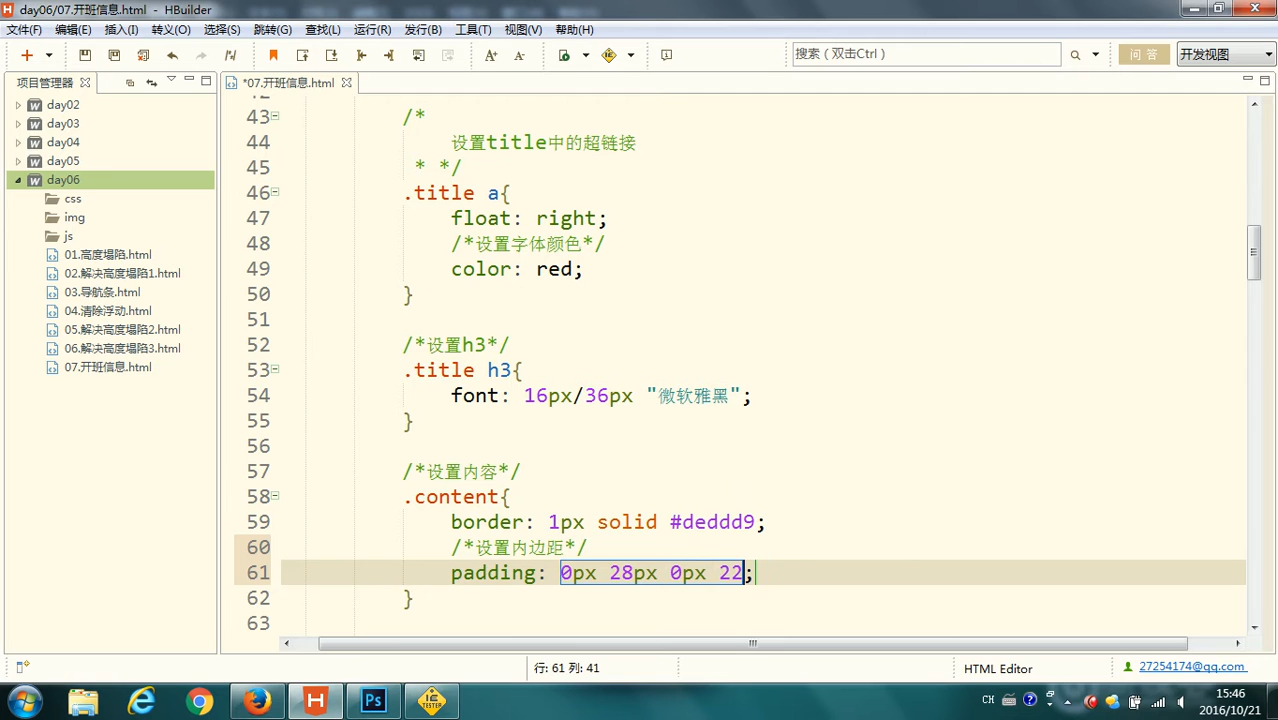 day06/07.开班信息.html - HBuilder
文件(F) 编辑(E) 插入(I) 转义(O) 选择(S) 跳转(G) 查找(L) 运行(R) 发行(B) 工具(T) 视图(V) 帮助(H)
搜索（双击Ctrl） 问 答 开发视图
项目管理器
*07.开班信息.html
day02
day03
day04
day05
day06
css
img
js
01.高度塌陷.html
02.解决高度塌陷1.html
03.导航条.html
04.清除浮动.html
05.解决高度塌陷2.html
06.解决高度塌陷3.html
07.开班信息.html
43 /*
44 设置title中的超链接
45 * */
46 .title a{
47 float: right;
48 /*设置字体颜色*/
49 color: red;
50 }
51
52 /*设置h3*/
53 .title h3{
54 font: 16px/36px "微软雅黑";
55 }
56
57 /*设置内容*/
58 .content{
59 border: 1px solid #deddd9;
60 /*设置内边距*/
61 padding: 0px 28px 0px 22;
62 }
63
行: 61 列: 41 HTML Editor 27254174@qq.com
CH 15:46
2016/10/21